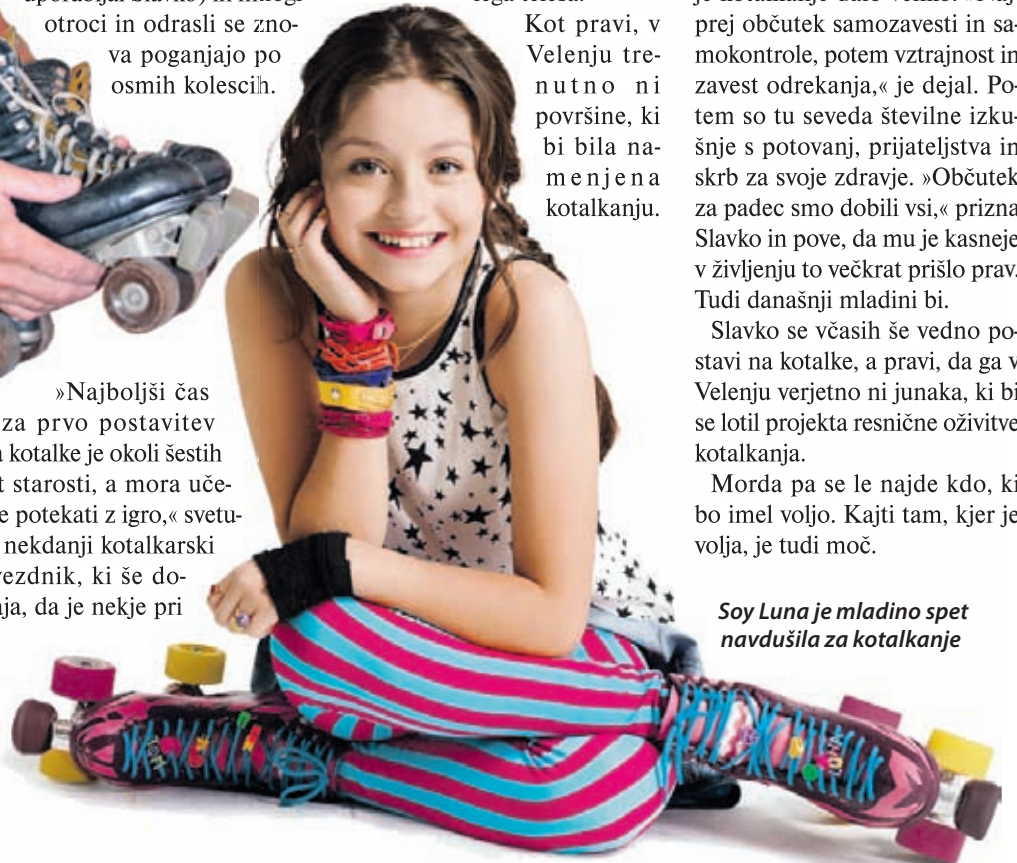 otroci in odrasli se zno-
va poganjajo po
osmih kolescih.
»Najboljši čas
za prvo postavitev
kotalke je okoli šestih
starosti, a mora uče-
potekati z igro,« svetu-
nekdanji kotalkarski
ki še do-
da je nekje pri
Kot pravi, v
Velenju tre-
nutno ni
površine, ki
bi bila na-
menjena
kotalkanju.
prej občutek samozavesti in sa-
mokontrole, potem vztrajnost in
zavest odrekanja,« je dejal. Po-
tem so tu seveda številne izku-
šnje s potovanj, prijateljstva in
skrb za svoje zdravje. »Občutek
za padec smo dobili vsi,« prizna
Slavko in pove, da mu je kasneje
v življenju to večkrat prišlo prav.
Tudi današnji mladini bi.
Slavko se včasih še vedno po-
stavi na kotalke, a pravi, da ga v
Velenju verjetno ni junaka, ki bi
se lotil projekta resnične oživitve
kotalkanja.
Morda pa se le najde kdo, ki
bo imel voljo. Kajti tam, kjer je
volja, je tudi moč.
Soy Luna je mladino spet
navdušila za kotalkanje